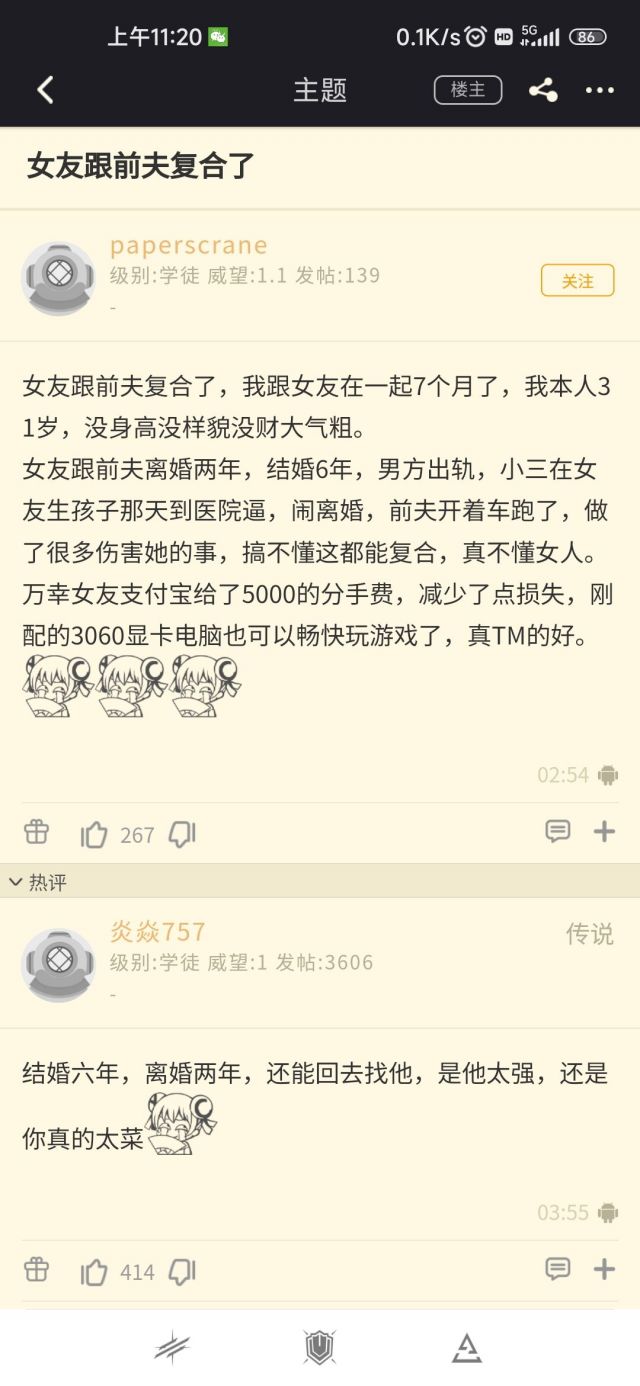 上午11:20
0.1K/s HD 5G 86
主题
楼主
女友跟前夫复合了
paperscrane
级别:学徒 威望:1.1 发帖:139
-
关注
女友跟前夫复合了，我跟女友在一起7个月了，我本人3
1岁，没身高没样貌没财大气粗。
女友跟前夫离婚两年，结婚6年，男方出轨，小三在女
友生孩子那天到医院逼，闹离婚，前夫开着车跑了，做
了很多伤害她的事，搞不懂这都能复合，真不懂女人。
万幸女友支付宝给了5000的分手费，减少了点损失，刚
配的3060显卡电脑也可以畅快玩游戏了，真TM的好。
02:54
267
热评
炎焱757
传说
级别:学徒 威望:1 发帖:3606
-
结婚六年，离婚两年，还能回去找他，是他太强，还是
你真的太菜
03:55
414